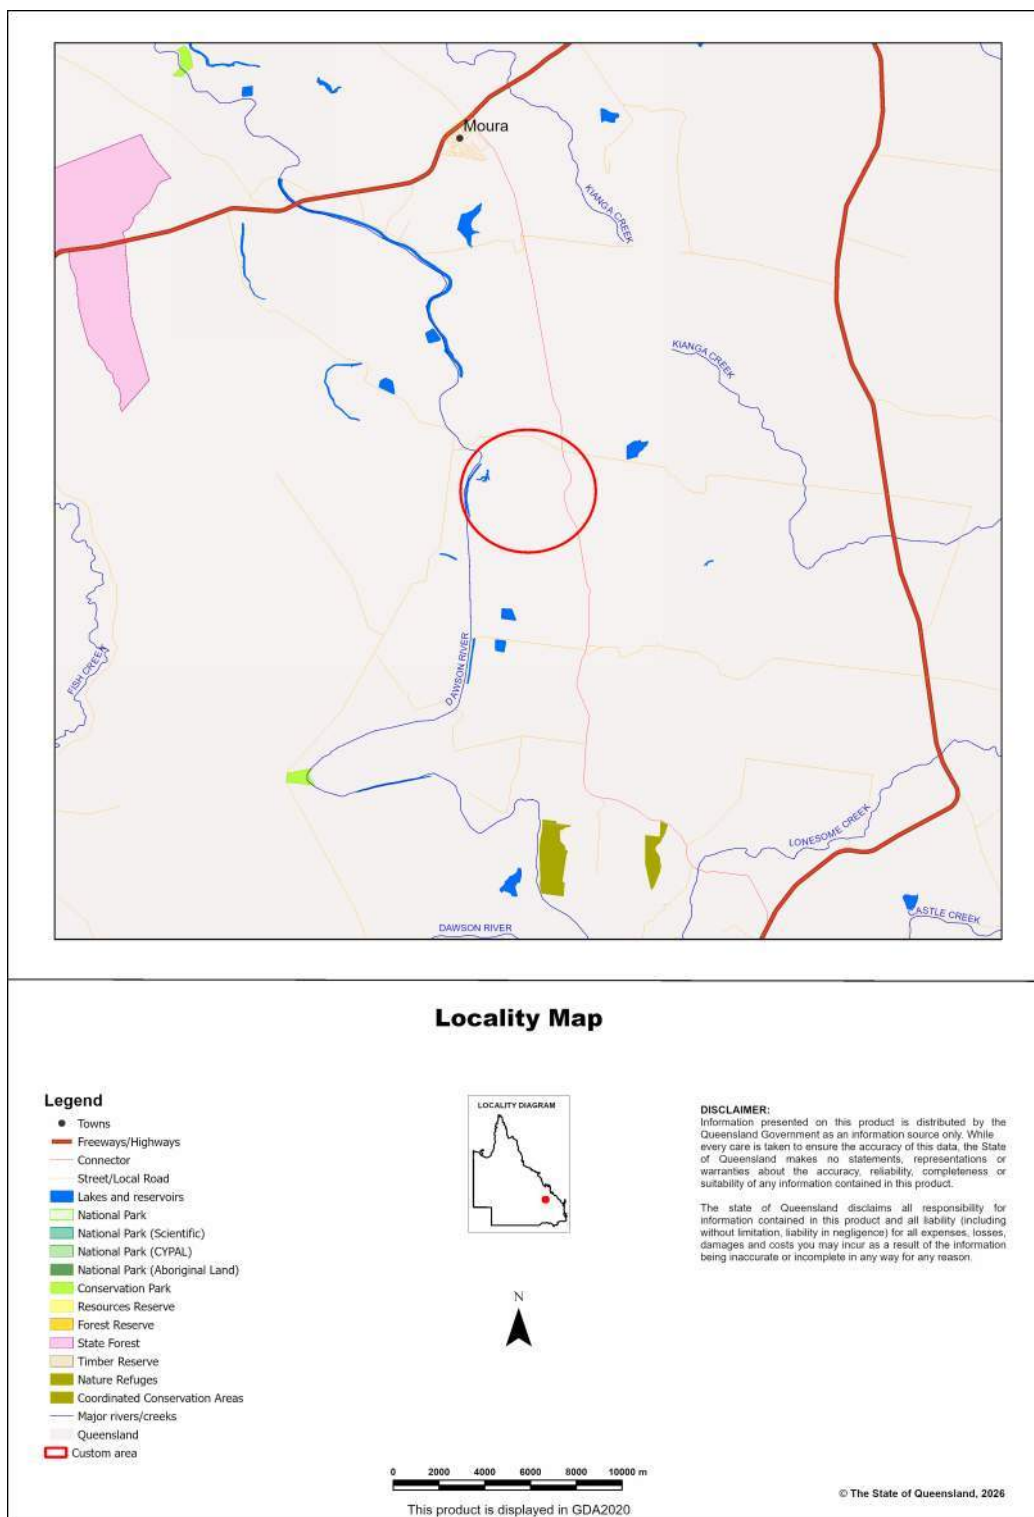 Moura
KIANGA CREEK
KIANGA CREEK
FISH CREEK
DAWSON RIVER
LONESOME CREEK
CASTLE CREEK
DAWSON RIVER
Locality Map
Legend
Towns
Freeways/Highways
Connector
Street/Local Road
Lakes and reservoirs
National Park
National Park (Scientific)
National Park (CYPAL)
National Park (Aboriginal Land)
Conservation Park
Resources Reserve
Forest Reserve
State Forest
Timber Reserve
Nature Refuges
Coordinated Conservation Areas
Major rivers/creeks
Queensland
Custom area
LOCALITY DIAGRAM
N
0 2000 4000 6000 8000 10000 m
This product is displayed in GDA2020
DISCLAIMER:
Information presented on this product is distributed by the
Queensland Government as an information source only. While
every care is taken to ensure the accuracy of this data, the State
of Queensland makes no statements, representations or
warranties about the accuracy, reliability, completeness or
suitability of any information contained in this product.
The state of Queensland disclaims all responsibility for
information contained in this product and all liability (including
without limitation, liability in negligence) for all expenses, losses,
damages and costs you may incur as a result of the information
being inaccurate or incomplete in any way for any reason.
© The State of Queensland, 2026